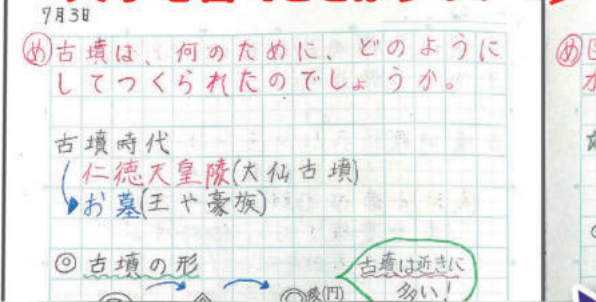 7月3日
め 古墳は、何のために、どのように
してつくられたのでしょうか。
古墳時代
仁徳天皇陵(大仙古墳)
お墓(王や豪族)
◎古墳の形
古墳は近きに
多い!
(円)